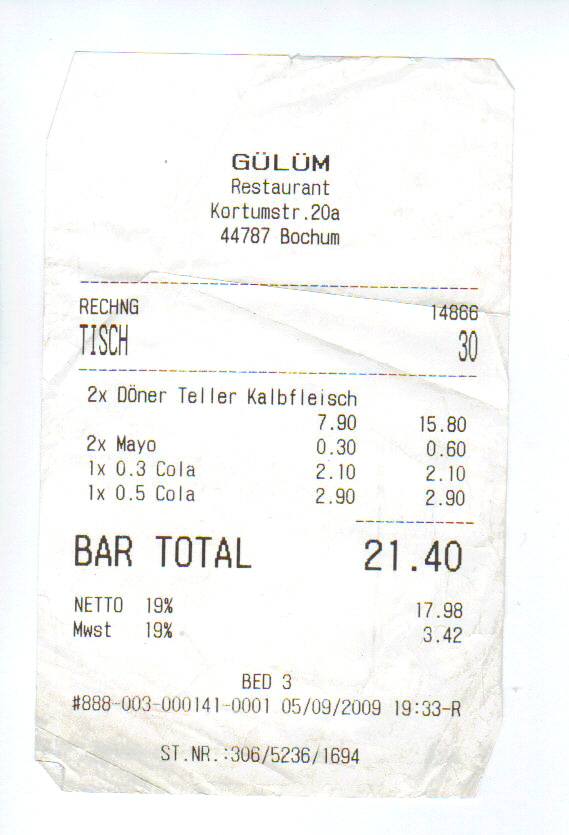 GÜLÜM
Restaurant
Kortumstr.20a
44787 Bochum
RECHNG 14866
TISCH 30
2x Döner Teller Kalbfleisch
7.90 15.80
2x Mayo 0.30 0.60
1x 0.3 Cola 2.10 2.10
1x 0.5 Cola 2.90 2.90
BAR TOTAL 21.40
NETTO 19% 17.98
Mwst 19% 3.42
BED 3
#888-003-000141-0001 05/09/2009 19:33-R
ST.NR.:306/5236/1694